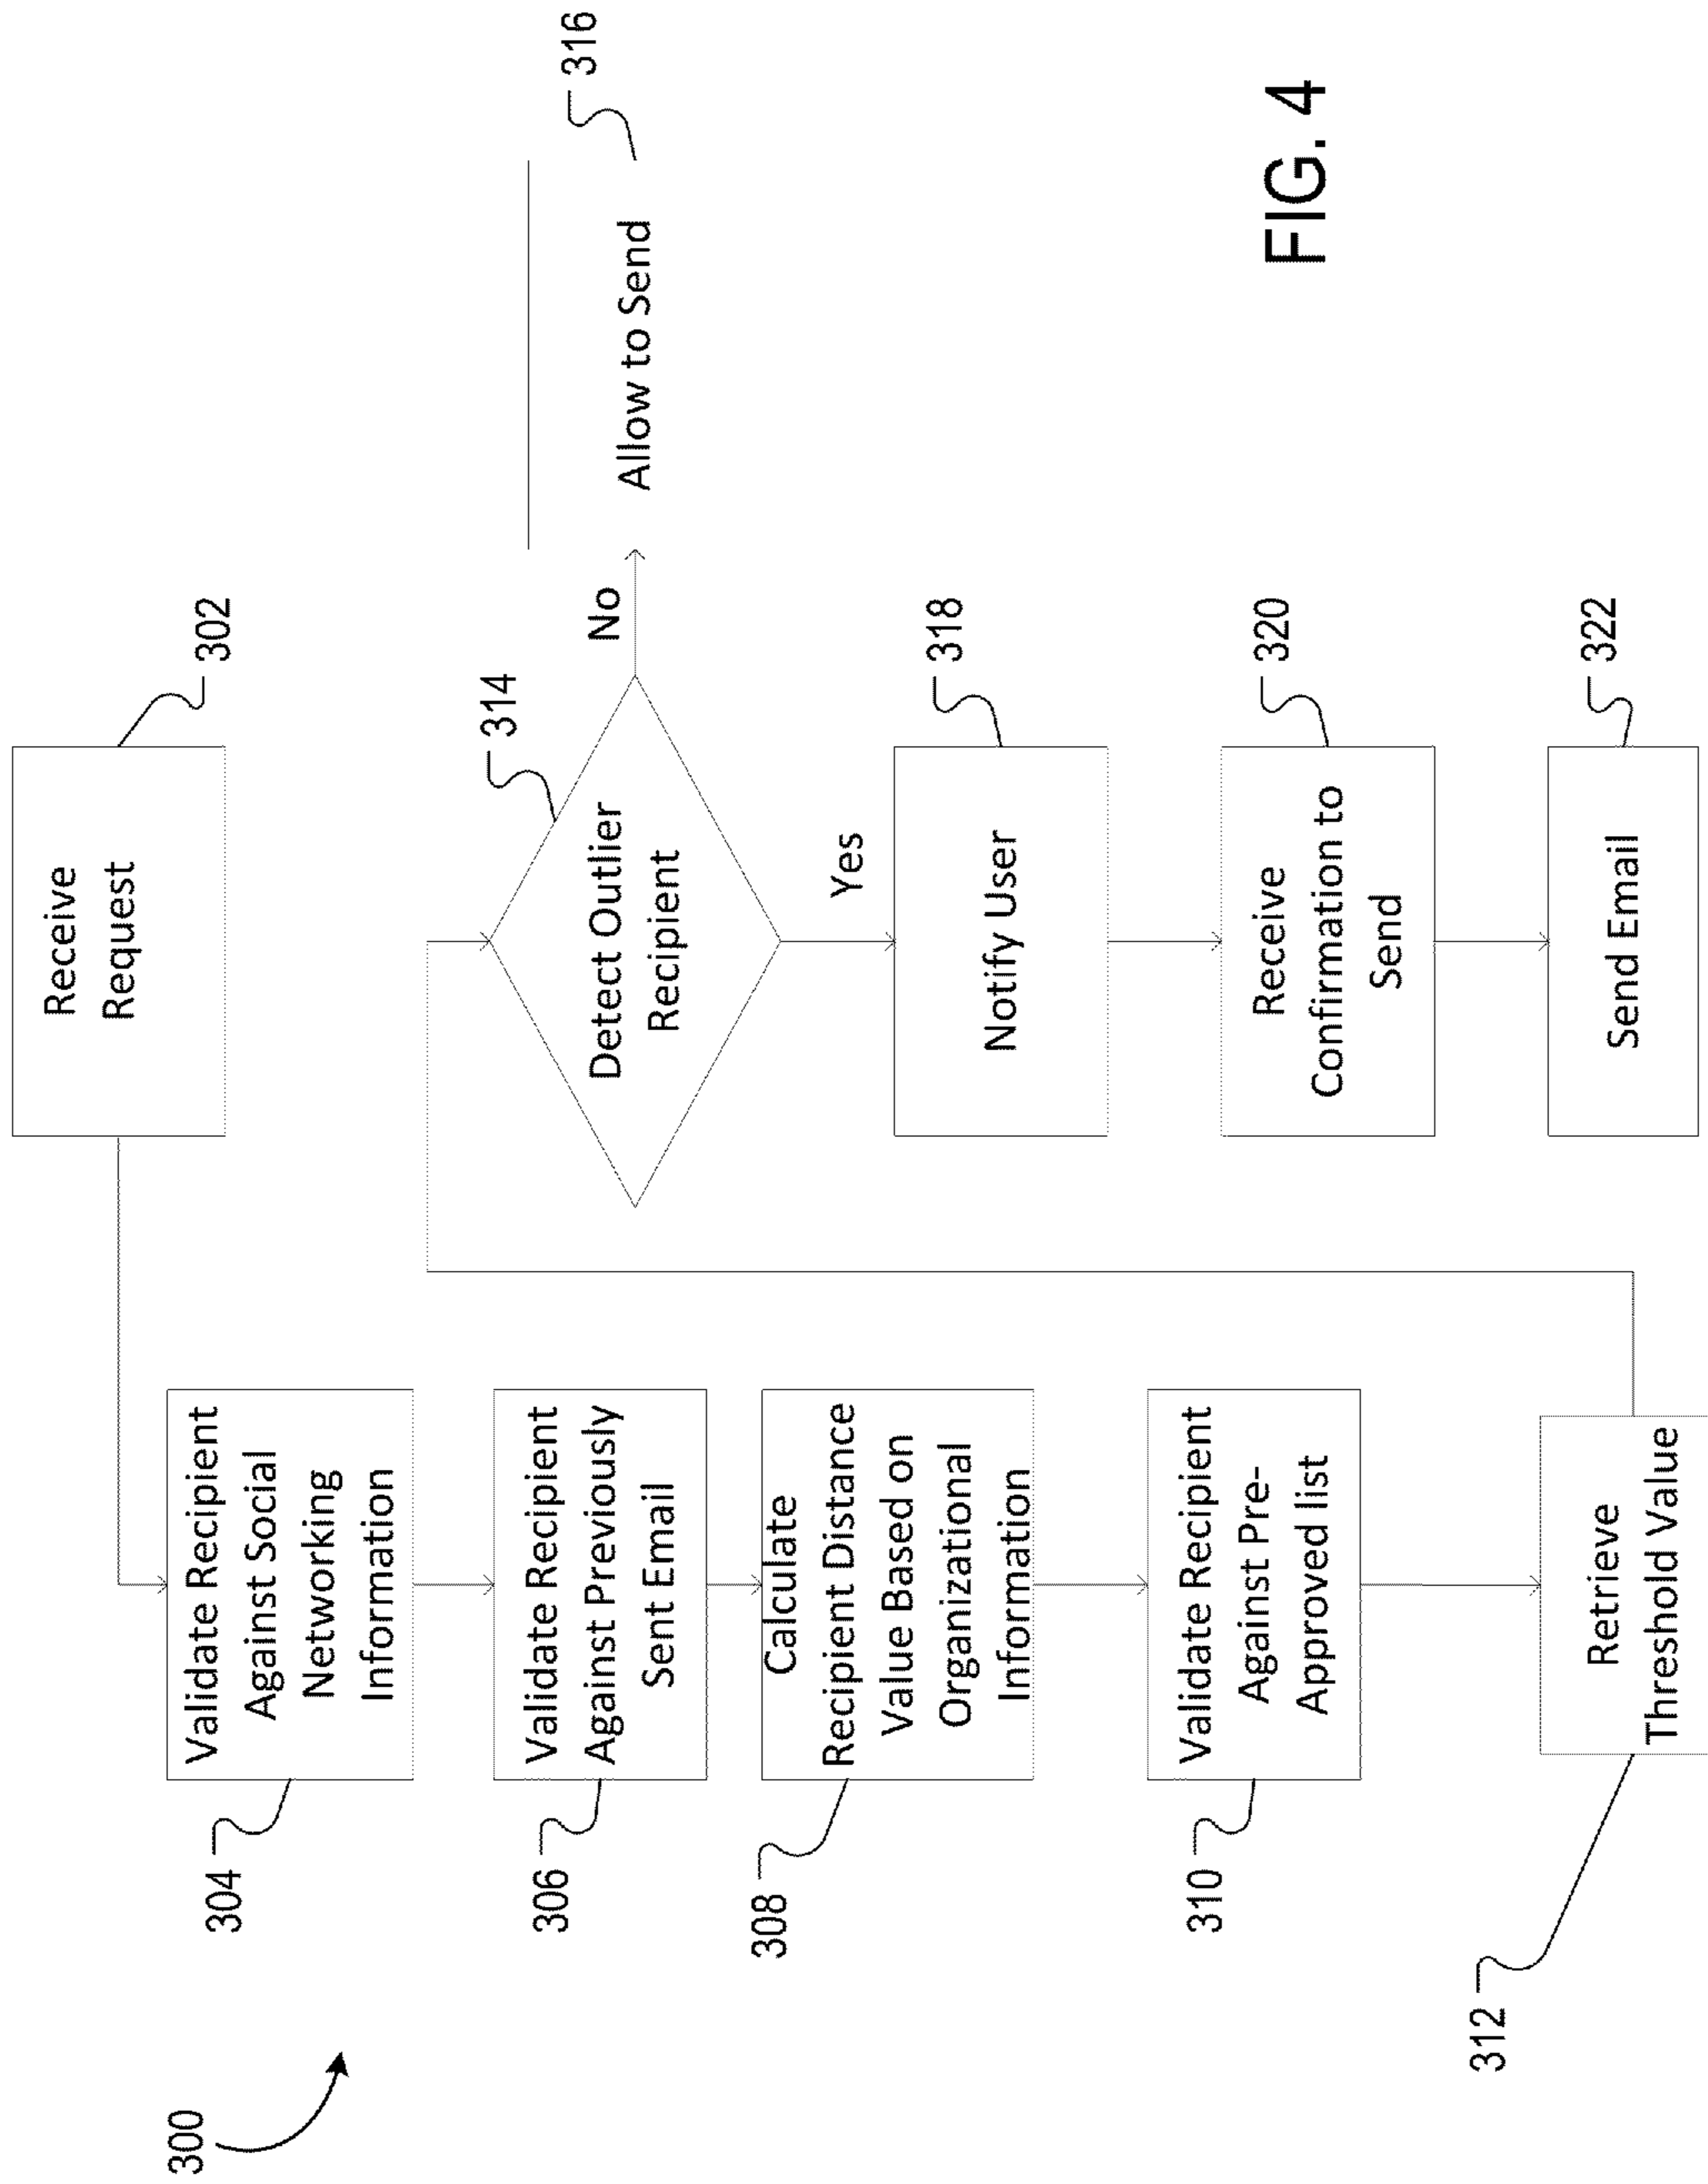 300
Receive
Request
302
Validate Recipient
Against Social
Networking
Information
304
Validate Recipient
Against Previously
Sent Email
306
Calculate
Recipient Distance
Value Based on
Organizational
Information
308
Validate Recipient
Against Pre-
Approved list
310
Retrieve
Threshold Value
312
Detect Outlier
Recipient
314
No
Allow to Send
316
Yes
Notify User
318
Receive
Confirmation to
Send
320
Send Email
322
FIG. 4